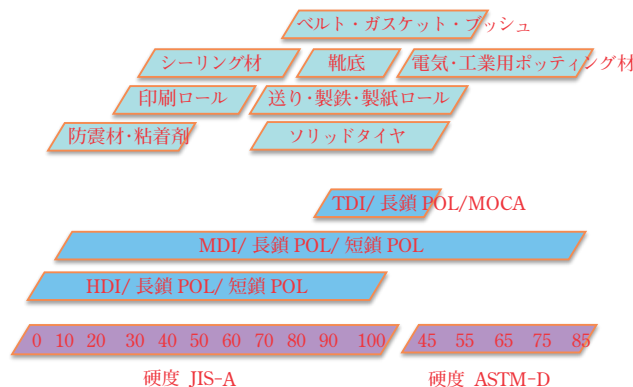 ベルト・ガスケット・ブッシュ
シーリング材 靴底 電気・工業用ポッティング材
印刷ロール 送り・製鉄・製紙ロール
防震材・粘着剤 ソリッドタイヤ
TDI/ 長鎖 POL/MOCA
MDI/ 長鎖 POL/ 短鎖 POL
HDI/ 長鎖 POL/ 短鎖 POL
0 10 20 30 40 50 60 70 80 90 100 45 55 65 75 85
硬度 JIS-A 硬度 ASTM-D